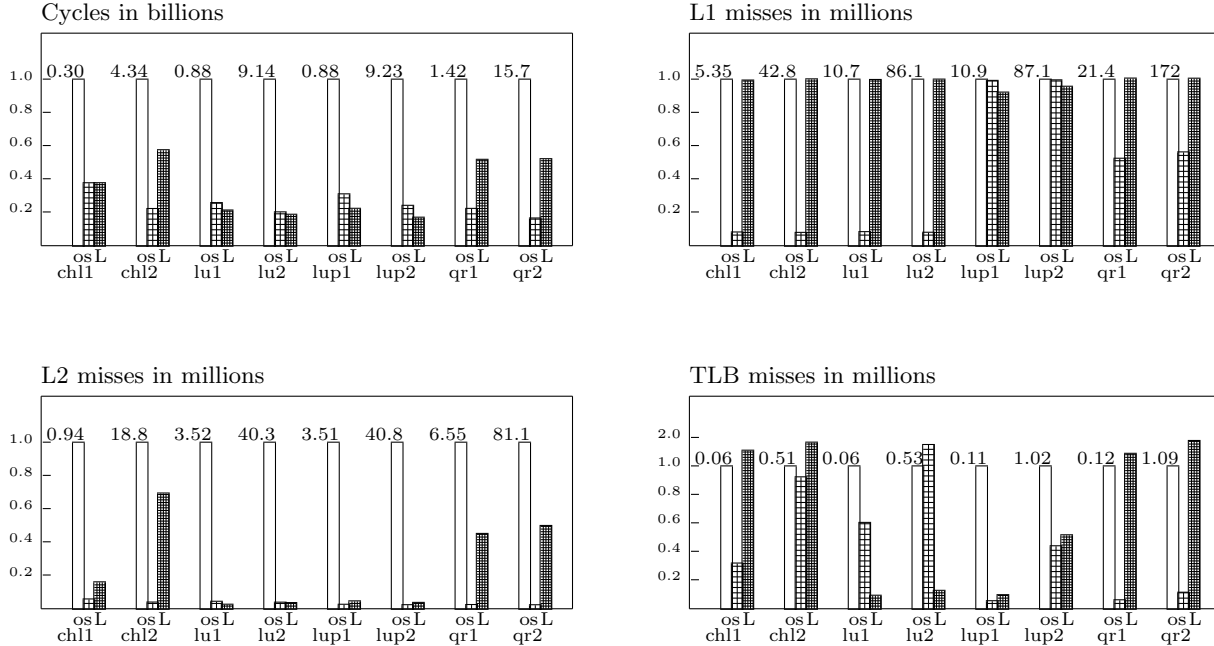 Cycles in billions
0.30 4.34 0.88 9.14 0.88 9.23 1.42 15.7
1.0
0.8
0.6
0.4
0.2
os L os L os L os L os L os L os L os L
chl1 chl2 lu1 lu2 lup1 lup2 qr1 qr2
L1 misses in millions
5.35 42.8 10.7 86.1 10.9 87.1 21.4 172
1.0
0.8
0.6
0.4
0.2
os L os L os L os L os L os L os L os L
chl1 chl2 lu1 lu2 lup1 lup2 qr1 qr2
L2 misses in millions
0.94 18.8 3.52 40.3 3.51 40.8 6.55 81.1
1.0
0.8
0.6
0.4
0.2
os L os L os L os L os L os L os L os L
chl1 chl2 lu1 lu2 lup1 lup2 qr1 qr2
TLB misses in millions
2.0
0.06 0.51 0.06 0.53 0.11 1.02 0.12 1.09
1.0
0.8
0.6
0.4
0.2
os L os L os L os L os L os L os L os L
chl1 chl2 lu1 lu2 lup1 lup2 qr1 qr2